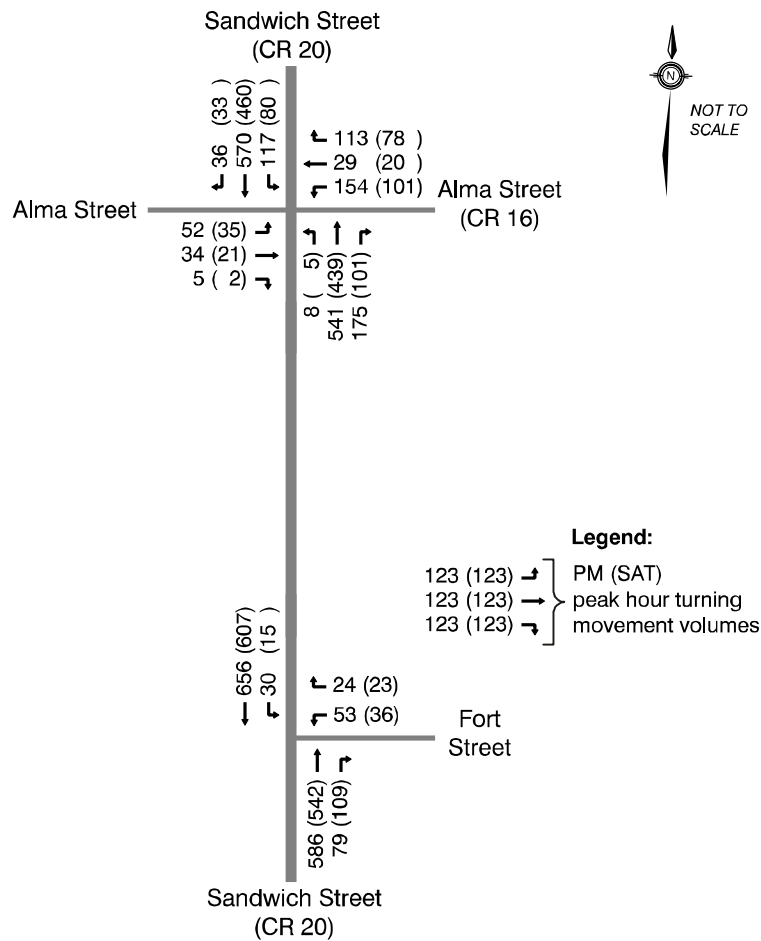 Sandwich Street
(CR 20)
N
NOT TO
SCALE
36 (33 )
570 (460)
117 (80 )
113 (78 )
29 (20 )
154 (101)
Alma Street
Alma Street
(CR 16)
52 (35)
34 (21)
5 ( 2)
8 ( 5)
541 (439)
175 (101)
Legend:
123 (123)
123 (123)
123 (123)
PM (SAT)
peak hour turning
movement volumes
656 (607)
30 (15 )
24 (23)
53 (36)
Fort
Street
586 (542)
79 (109)
Sandwich Street
(CR 20)